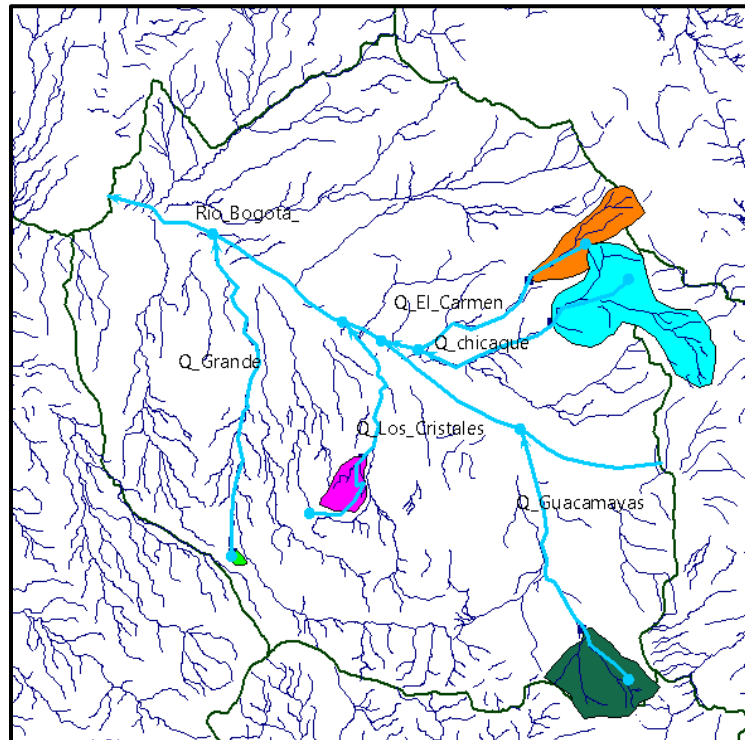 Rio_Bogota_
Q_El_Carmen
Q_chicaque
Q_Grande
Q_Los_Cristales
Q_Guacamayas